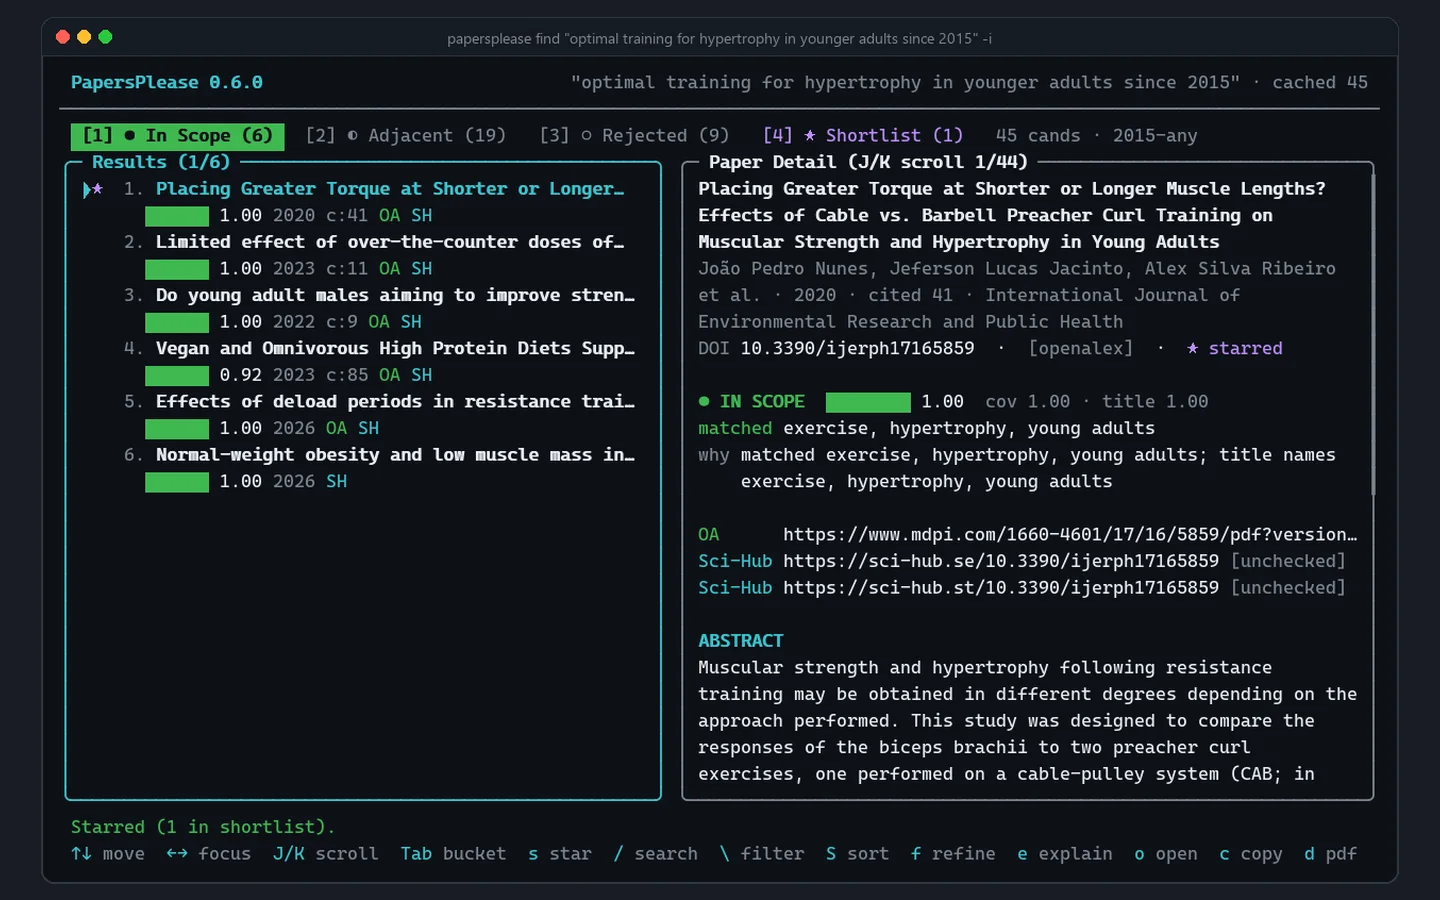 papersplease find "optimal training for hypertrophy in younger adults since 2015" -i
PapersPlease 0.6.0 "optimal training for hypertrophy in younger adults since 2015" · cached 45
[1] ● In Scope (6) [2] ◐ Adjacent (19) [3] ○ Rejected (9) [4] ★ Shortlist (1) 45 cands · 2015-any
Results (1/6)
★ 1. Placing Greater Torque at Shorter or Longer…
1.00 2020 c:41 OA SH
2. Limited effect of over-the-counter doses of…
1.00 2023 c:11 OA SH
3. Do young adult males aiming to improve stren…
1.00 2022 c:9 OA SH
4. Vegan and Omnivorous High Protein Diets Supp…
0.92 2023 c:85 OA SH
5. Effects of deload periods in resistance trai…
1.00 2026 OA SH
6. Normal-weight obesity and low muscle mass in…
1.00 2026 SH
Paper Detail (J/K scroll 1/44)
Placing Greater Torque at Shorter or Longer Muscle Lengths?
Effects of Cable vs. Barbell Preacher Curl Training on
Muscular Strength and Hypertrophy in Young Adults
João Pedro Nunes, Jeferson Lucas Jacinto, Alex Silva Ribeiro
et al. · 2020 · cited 41 · International Journal of
Environmental Research and Public Health
DOI 10.3390/ijerph17165859 · [openalex] · ★ starred
● IN SCOPE 1.00 cov 1.00 · title 1.00
matched exercise, hypertrophy, young adults
why matched exercise, hypertrophy, young adults; title names
exercise, hypertrophy, young adults
OA https://www.mdpi.com/1660-4601/17/16/5859/pdf?version…
Sci-Hub https://sci-hub.se/10.3390/ijerph17165859 [unchecked]
Sci-Hub https://sci-hub.st/10.3390/ijerph17165859 [unchecked]
ABSTRACT
Muscular strength and hypertrophy following resistance
training may be obtained in different degrees depending on the
approach performed. This study was designed to compare the
responses of the biceps brachii to two preacher curl
exercises, one performed on a cable-pulley system (CAB; in
Starred (1 in shortlist).
↑↓ move ↔ focus J/K scroll Tab bucket s star / search \ filter S sort f refine e explain o open c copy d pdf